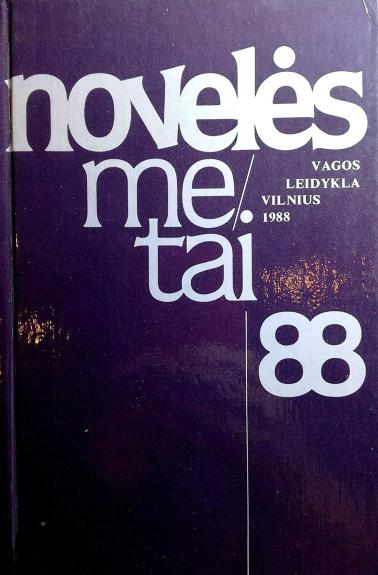 novelės
me/
tai
VAGOS
LEIDYKLA
VILNIUS
1988
88